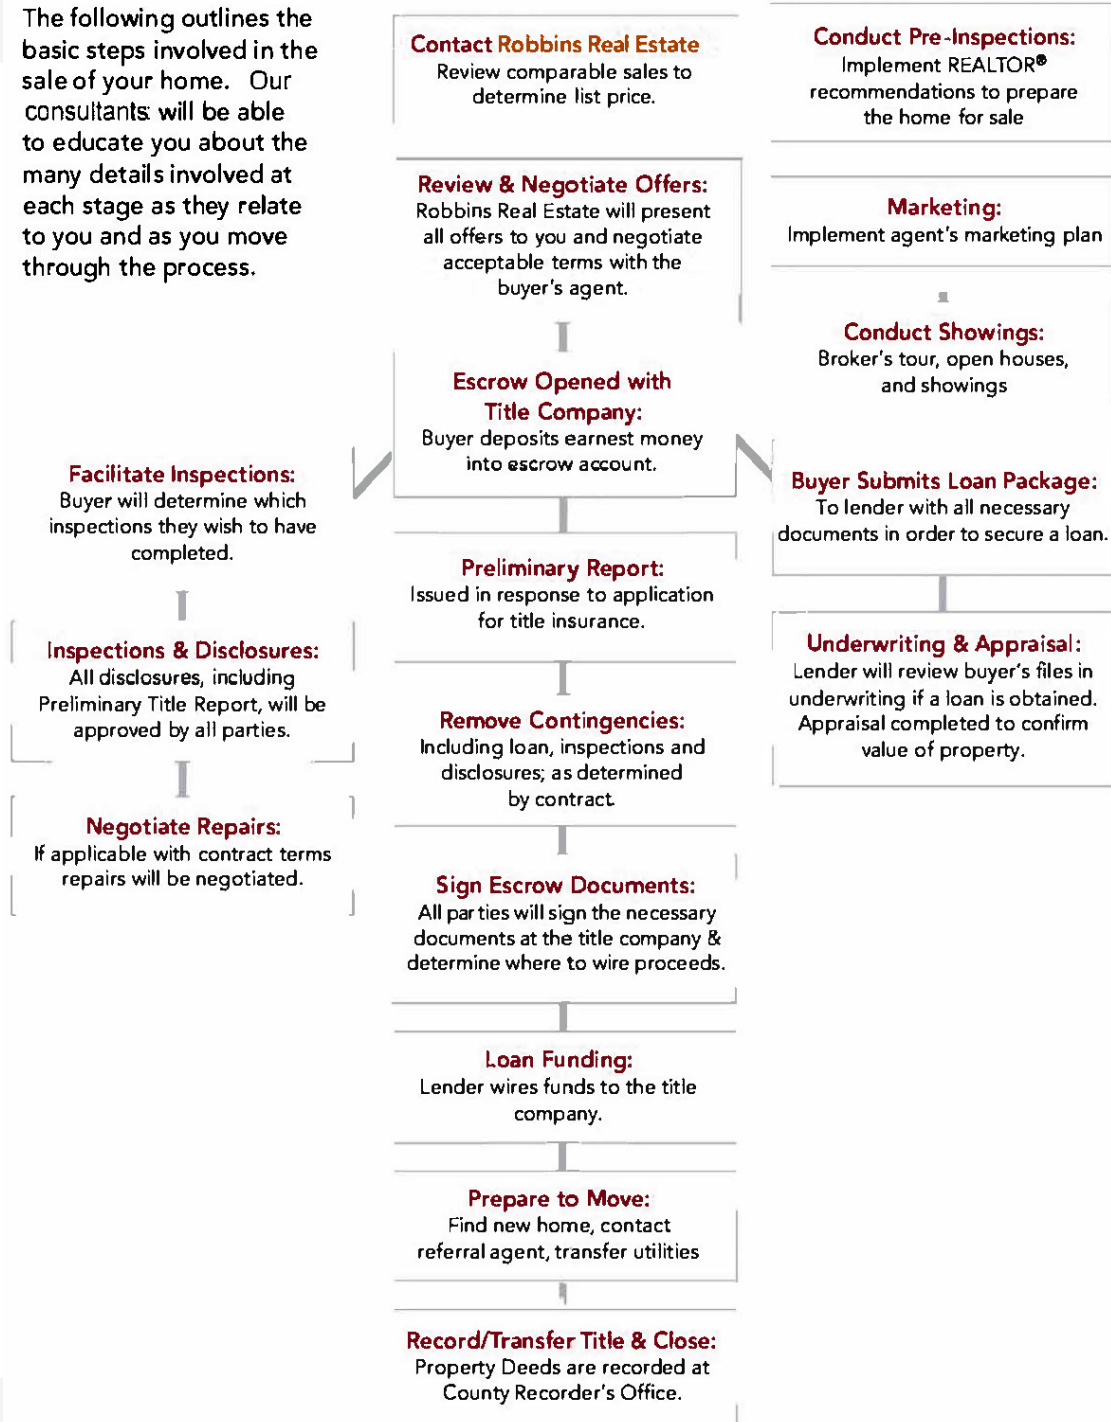 The following outlines the
basic steps involved in the
sale of your home. Our
consultants will be able
to educate you about the
many details involved at
each stage as they relate
to you and as you move
through the process.
Contact Robbins Real Estate
Review comparable sales to
determine list price.
Conduct Pre-Inspections:
Implement REALTOR®
recommendations to prepare
the home for sale
Review & Negotiate Offers:
Robbins Real Estate will present
all offers to you and negotiate
acceptable terms with the
buyer's agent.
Marketing:
Implement agent's marketing plan
Conduct Showings:
Broker's tour, open houses,
and showings
Escrow Opened with
Title Company:
Buyer deposits earnest money
into escrow account.
Facilitate Inspections:
Buyer will determine which
inspections they wish to have
completed.
Buyer Submits Loan Package:
To lender with all necessary
documents in order to secure a loan.
Preliminary Report:
Issued in response to application
for title insurance.
Inspections & Disclosures:
All disclosures, including
Preliminary Title Report, will be
approved by all parties.
Underwriting & Appraisal:
Lender will review buyer's files in
underwriting if a loan is obtained.
Appraisal completed to confirm
value of property.
Remove Contingencies:
Including loan, inspections and
disclosures; as determined
by contract.
Negotiate Repairs:
If applicable with contract terms
repairs will be negotiated.
Sign Escrow Documents:
All parties will sign the necessary
documents at the title company &
determine where to wire proceeds.
Loan Funding:
Lender wires funds to the title
company.
Prepare to Move:
Find new home, contact
referral agent, transfer utilities
Record/Transfer Title & Close:
Property Deeds are recorded at
County Recorder's Office.